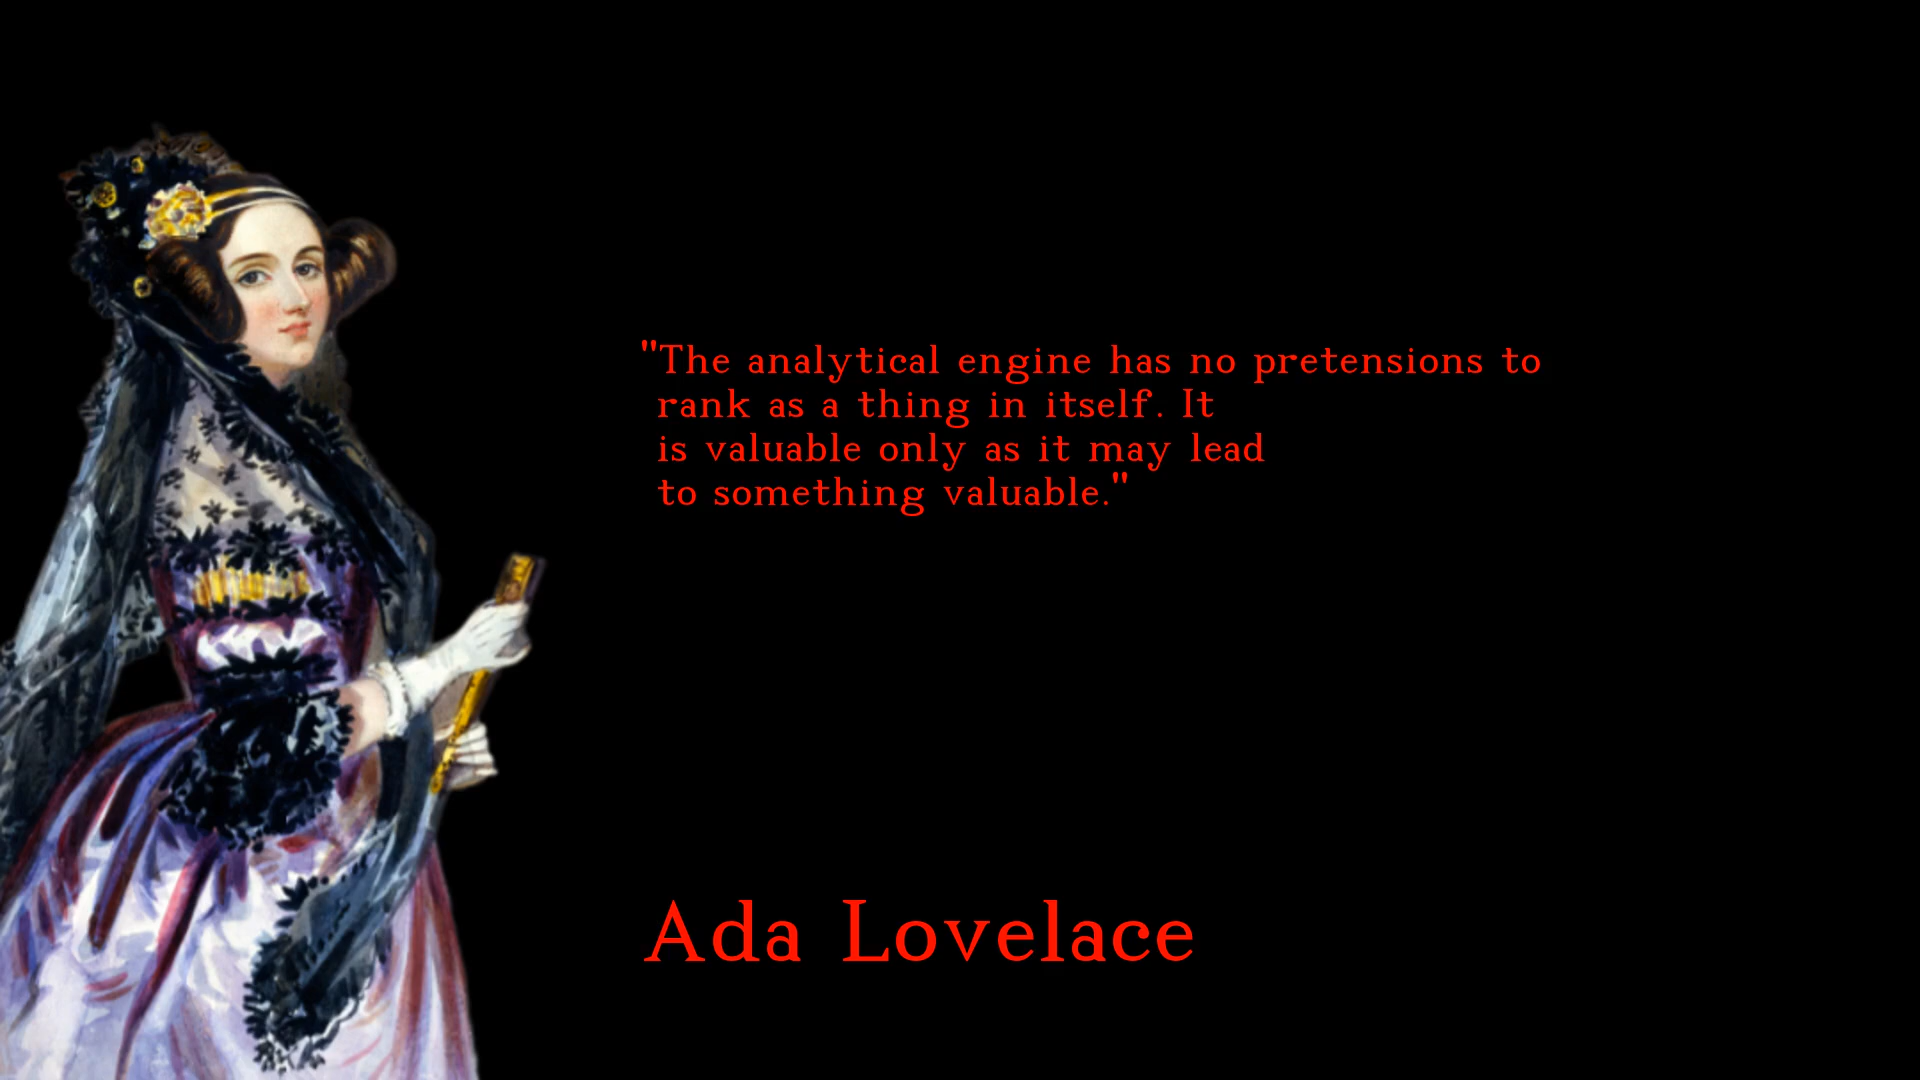 "The analytical engine has no pretensions to
rank as a thing in itself. It
is valuable only as it may lead
to something valuable."
Ada Lovelace